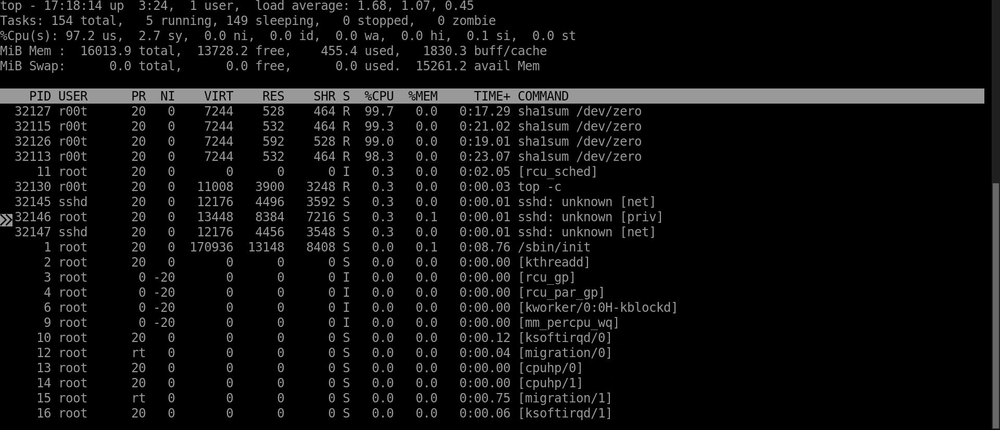 top - 17:18:14 up  3:24,  1 user,  load average: 1.68, 1.07, 0.45
Tasks: 154 total,   5 running, 149 sleeping,   0 stopped,   0 zombie
%Cpu(s): 97.2 us,  2.7 sy,  0.0 ni,  0.0 id,  0.0 wa,  0.0 hi,  0.1 si,  0.0 st
MiB Mem :  16013.9 total,  13728.2 free,    455.4 used,   1830.3 buff/cache
MiB Swap:      0.0 total,      0.0 free,      0.0 used.  15261.2 avail Mem
    PID USER      PR  NI    VIRT    RES    SHR S  %CPU  %MEM     TIME+ COMMAND
  32127 r00t      20   0    7244    528    464 R  99.7   0.0   0:17.29 sha1sum /dev/zero
  32115 r00t      20   0    7244    532    464 R  99.3   0.0   0:21.02 sha1sum /dev/zero
  32126 r00t      20   0    7244    592    528 R  99.0   0.0   0:19.01 sha1sum /dev/zero
  32113 r00t      20   0    7244    532    464 R  98.3   0.0   0:23.07 sha1sum /dev/zero
     11 root      20   0       0      0      0 I   0.3   0.0   0:02.05 [rcu_sched]
  32130 r00t      20   0   11008   3900   3248 R   0.3   0.0   0:00.03 top -c
  32145 sshd      20   0   12176   4496   3592 S   0.3   0.0   0:00.01 sshd: unknown [net]
  32146 root      20   0   13448   8384   7216 S   0.3   0.1   0:00.01 sshd: unknown [priv]
  32147 sshd      20   0   12176   4456   3548 S   0.3   0.0   0:00.01 sshd: unknown [net]
      1 root      20   0  170936  13148   8408 S   0.0   0.1   0:08.76 /sbin/init
      2 root      20   0       0      0      0 S   0.0   0.0   0:00.00 [kthreadd]
      3 root       0 -20       0      0      0 I   0.0   0.0   0:00.00 [rcu_gp]
      4 root       0 -20       0      0      0 I   0.0   0.0   0:00.00 [rcu_par_gp]
      6 root       0 -20       0      0      0 I   0.0   0.0   0:00.00 [kworker/0:0H-kblockd]
      9 root       0 -20       0      0      0 I   0.0   0.0   0:00.00 [mm_percpu_wq]
     10 root      20   0       0      0      0 S   0.0   0.0   0:00.12 [ksoftirqd/0]
     12 root      rt   0       0      0      0 S   0.0   0.0   0:00.04 [migration/0]
     13 root      20   0       0      0      0 S   0.0   0.0   0:00.00 [cpuhp/0]
     14 root      20   0       0      0      0 S   0.0   0.0   0:00.00 [cpuhp/1]
     15 root      rt   0       0      0      0 S   0.0   0.0   0:00.75 [migration/1]
     16 root      20   0       0      0      0 S   0.0   0.0   0:00.06 [ksoftirqd/1]